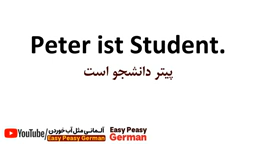 Peter ist Student.
پیتر دانشجو است
YouTube/
آلمانی مثل آب خوردن
Easy Peasy German
Easy Peasy
German